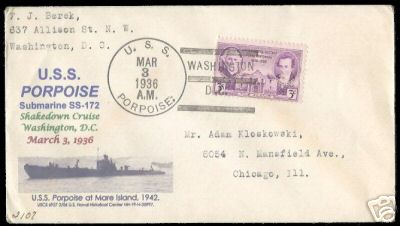 T. J. Berek,
637 Allison St. N. W.
Washington, D. C.
U.S.S.
PORPOISE
Submarine SS-172
Shakedown Cruise
Washington, D.C.
March 3, 1936
U.S.S. Porpoise at Mare Island, 1942.
U. S. S.
MAR
3
1936
A.M.
PORPOISE
WASHINGTON
D.C.
3¢
Mr. Adam Kloskowski,
6054 N. Mansfield Ave.,
Chicago, Ill.